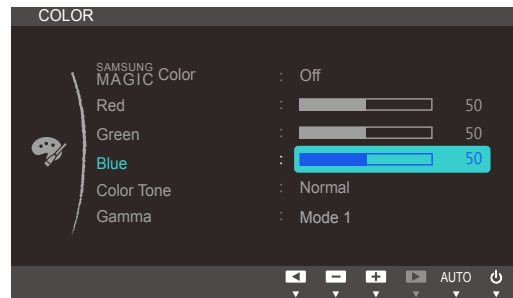 COLOR
SAMSUNG MAGIC Color : Off
Red : 50
Green : 50
Blue : 50
Color Tone : Normal
Gamma : Mode 1
AUTO